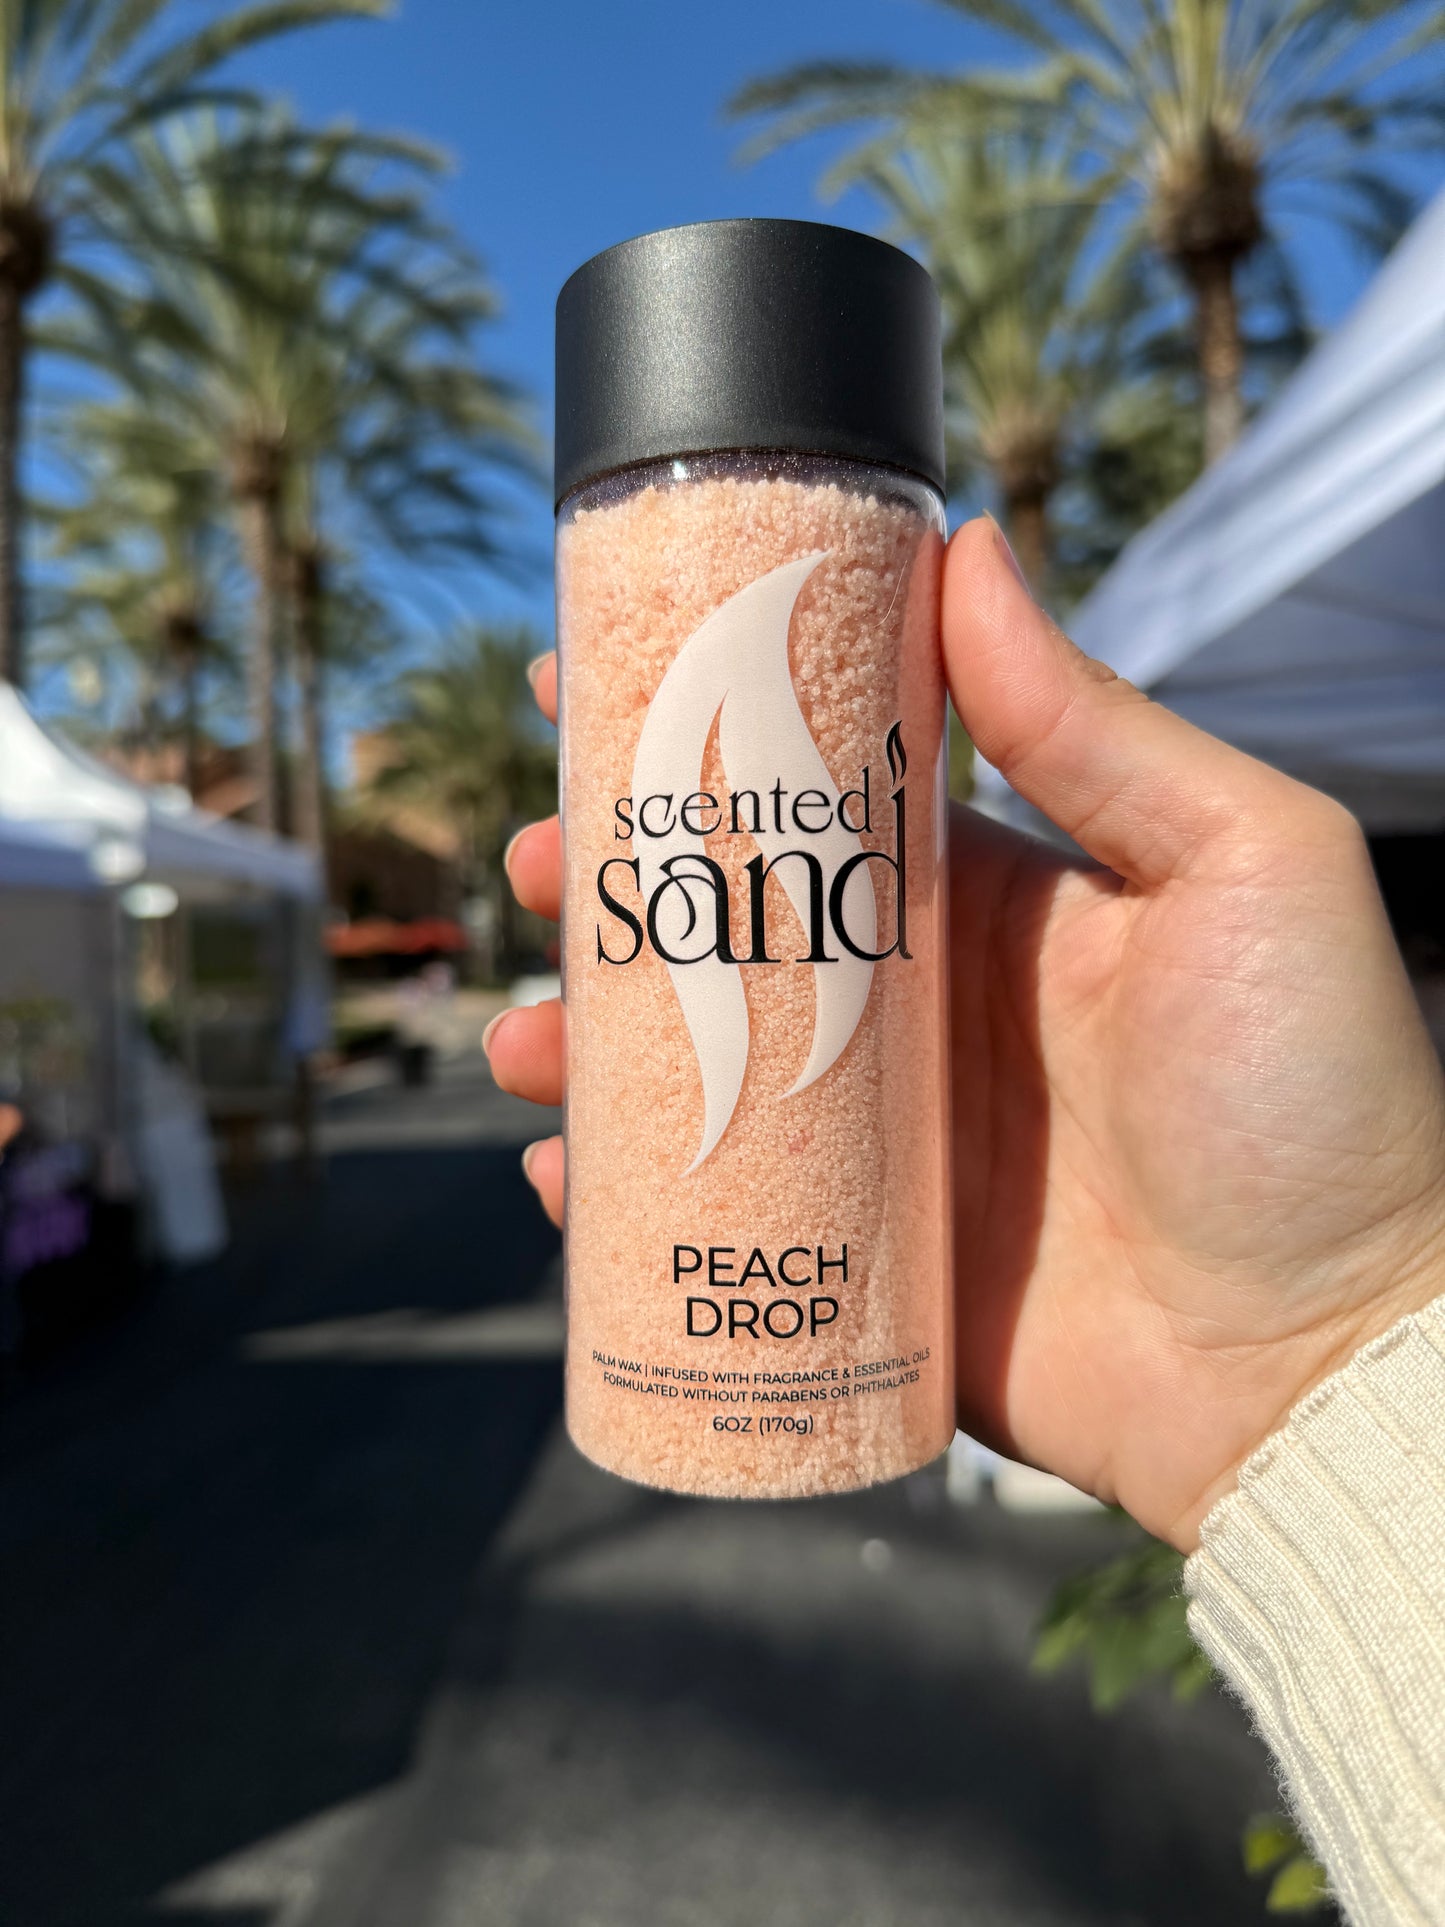 scented
sand
PEACH
DROP
PALM WAX | INFUSED WITH FRAGRANCE & ESSENTIAL OILS
FORMULATED WITHOUT PARABENS OR PHTHALATES
6OZ (170g)